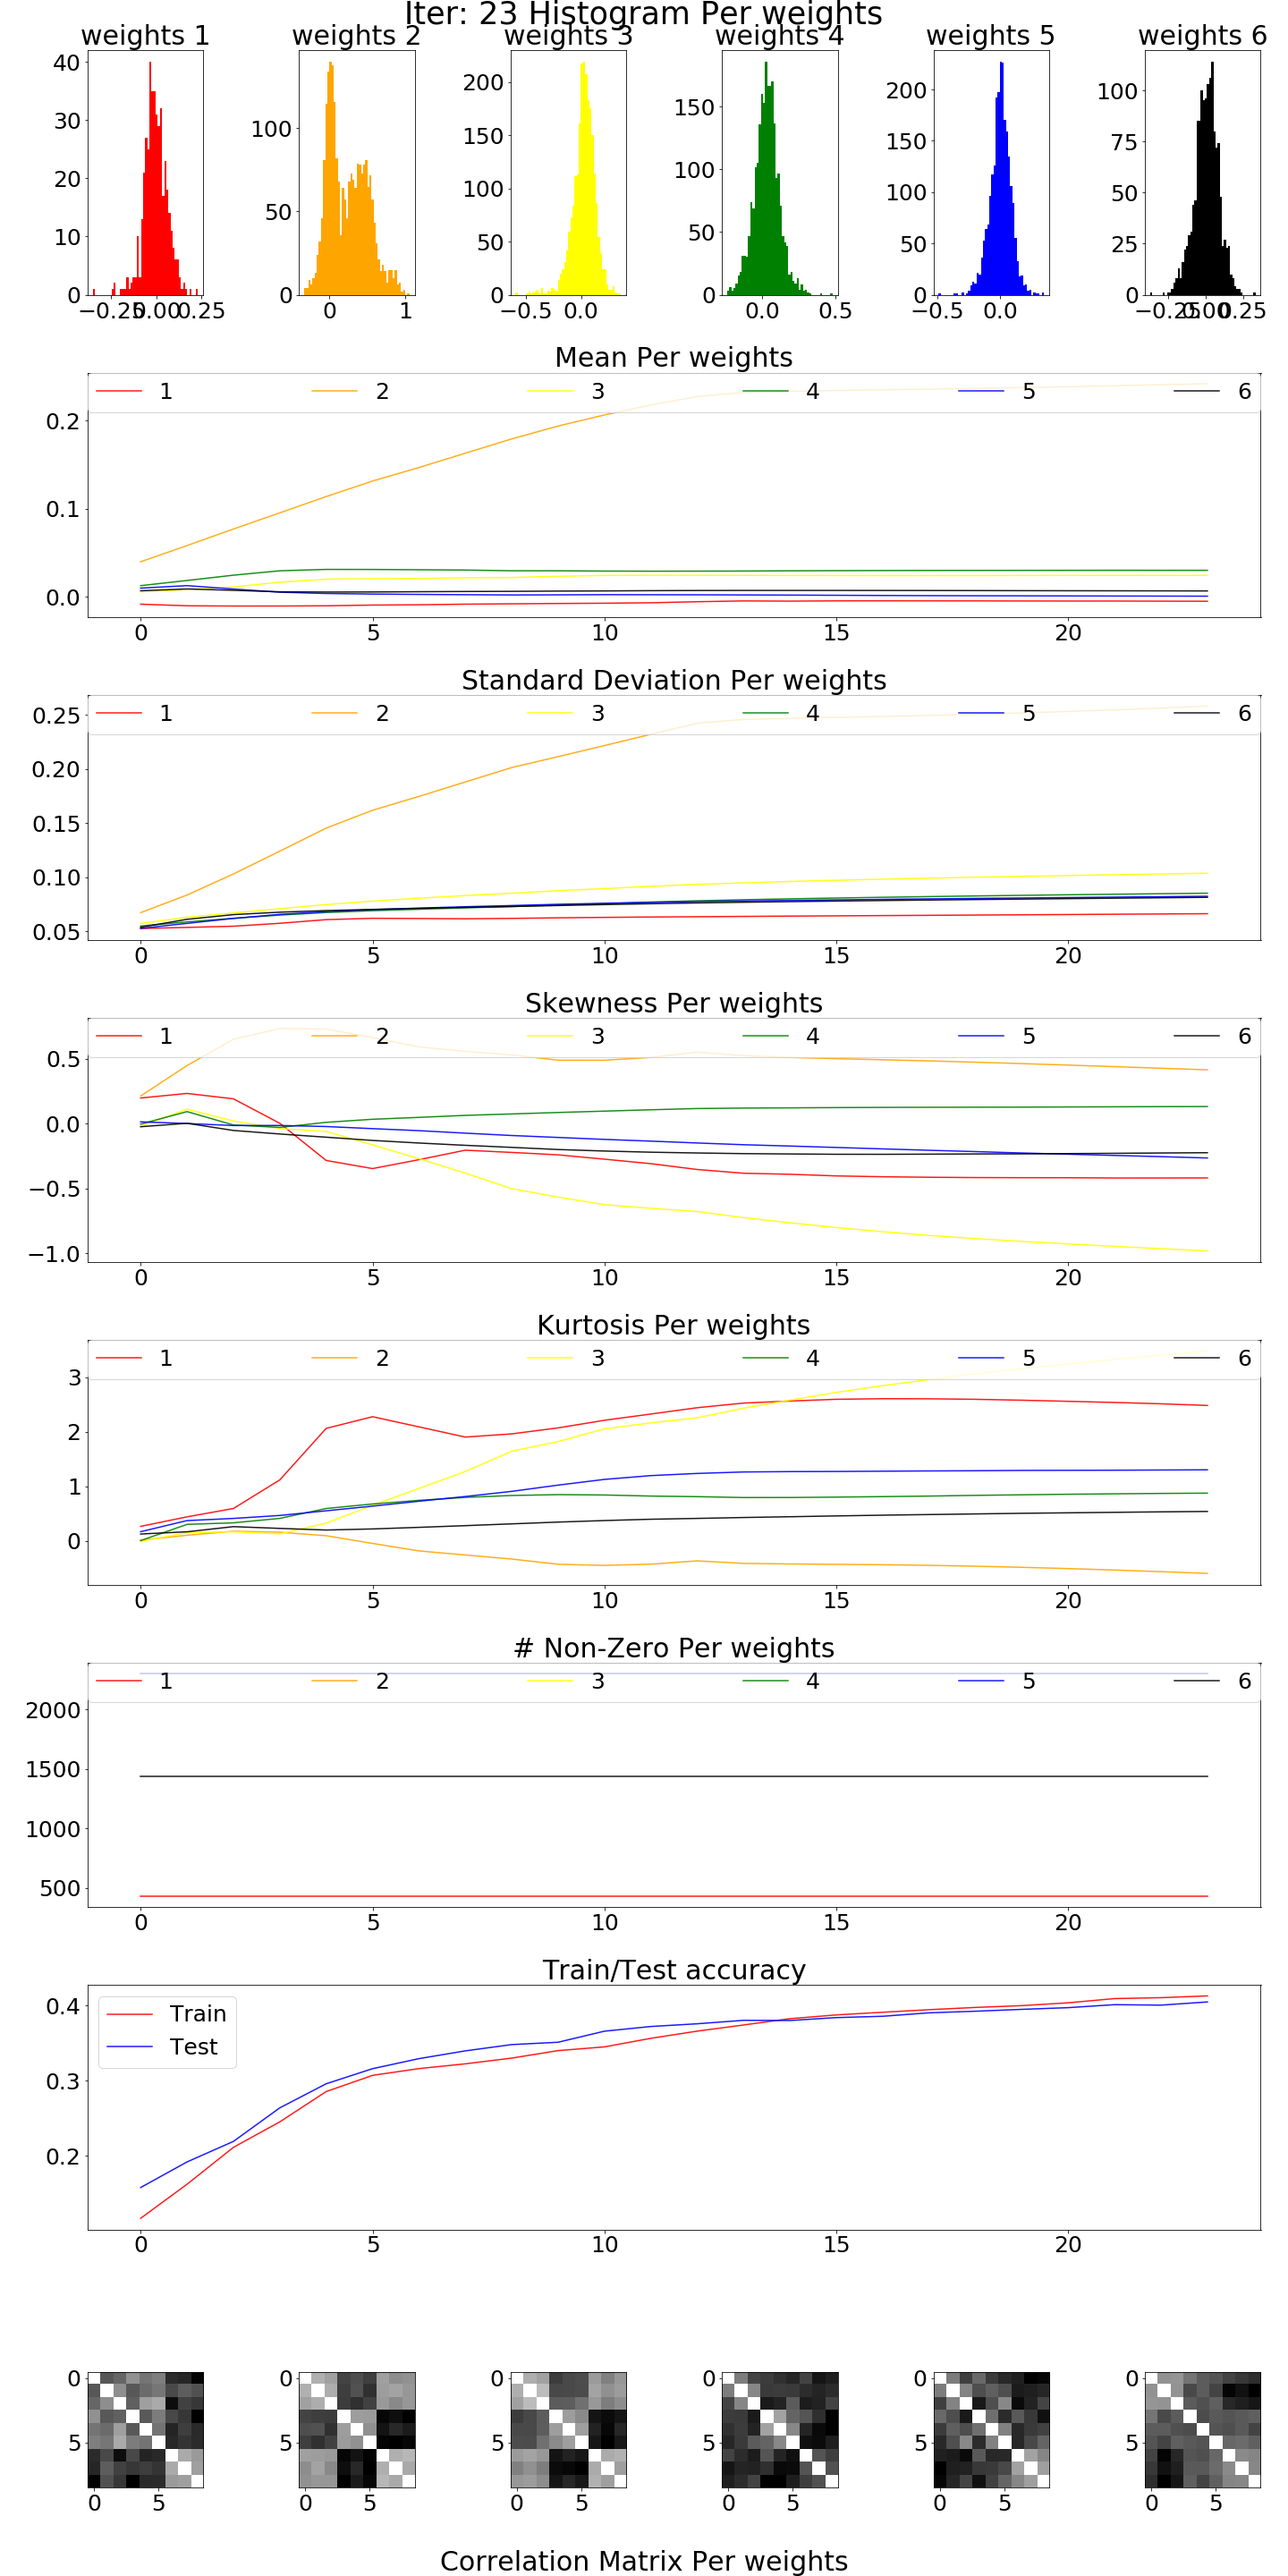 Iter: 23 Histogram Per weights
weights 1 weights 2 weights 3 weights 4 weights 5 weights 6
40
30
20
10
0
−0.25 0.00 0.25
100
50
0
0 1
200
150
100
50
0
−0.5 0.0
150
100
50
0
0.0 0.5
200
150
100
50
0
−0.5 0.0
100
75
50
25
0
−0.25 0.00 0.25
Mean Per weights
1 2 3 4 5 6
0.2
0.1
0.0
0 5 10 15 20
Standard Deviation Per weights
1 2 3 4 5 6
0.25
0.20
0.15
0.10
0.05
0 5 10 15 20
Skewness Per weights
1 2 3 4 5 6
0.5
0.0
−0.5
−1.0
0 5 10 15 20
Kurtosis Per weights
1 2 3 4 5 6
3
2
1
0
0 5 10 15 20
# Non-Zero Per weights
1 2 3 4 5 6
2000
1500
1000
500
0 5 10 15 20
Train/Test accuracy
Train
Test
0.4
0.3
0.2
0 5 10 15 20
0 0 0 0 0 0
5 5 5 5 5 5
0 5 0 5 0 5 0 5 0 5 0 5
Correlation Matrix Per weights